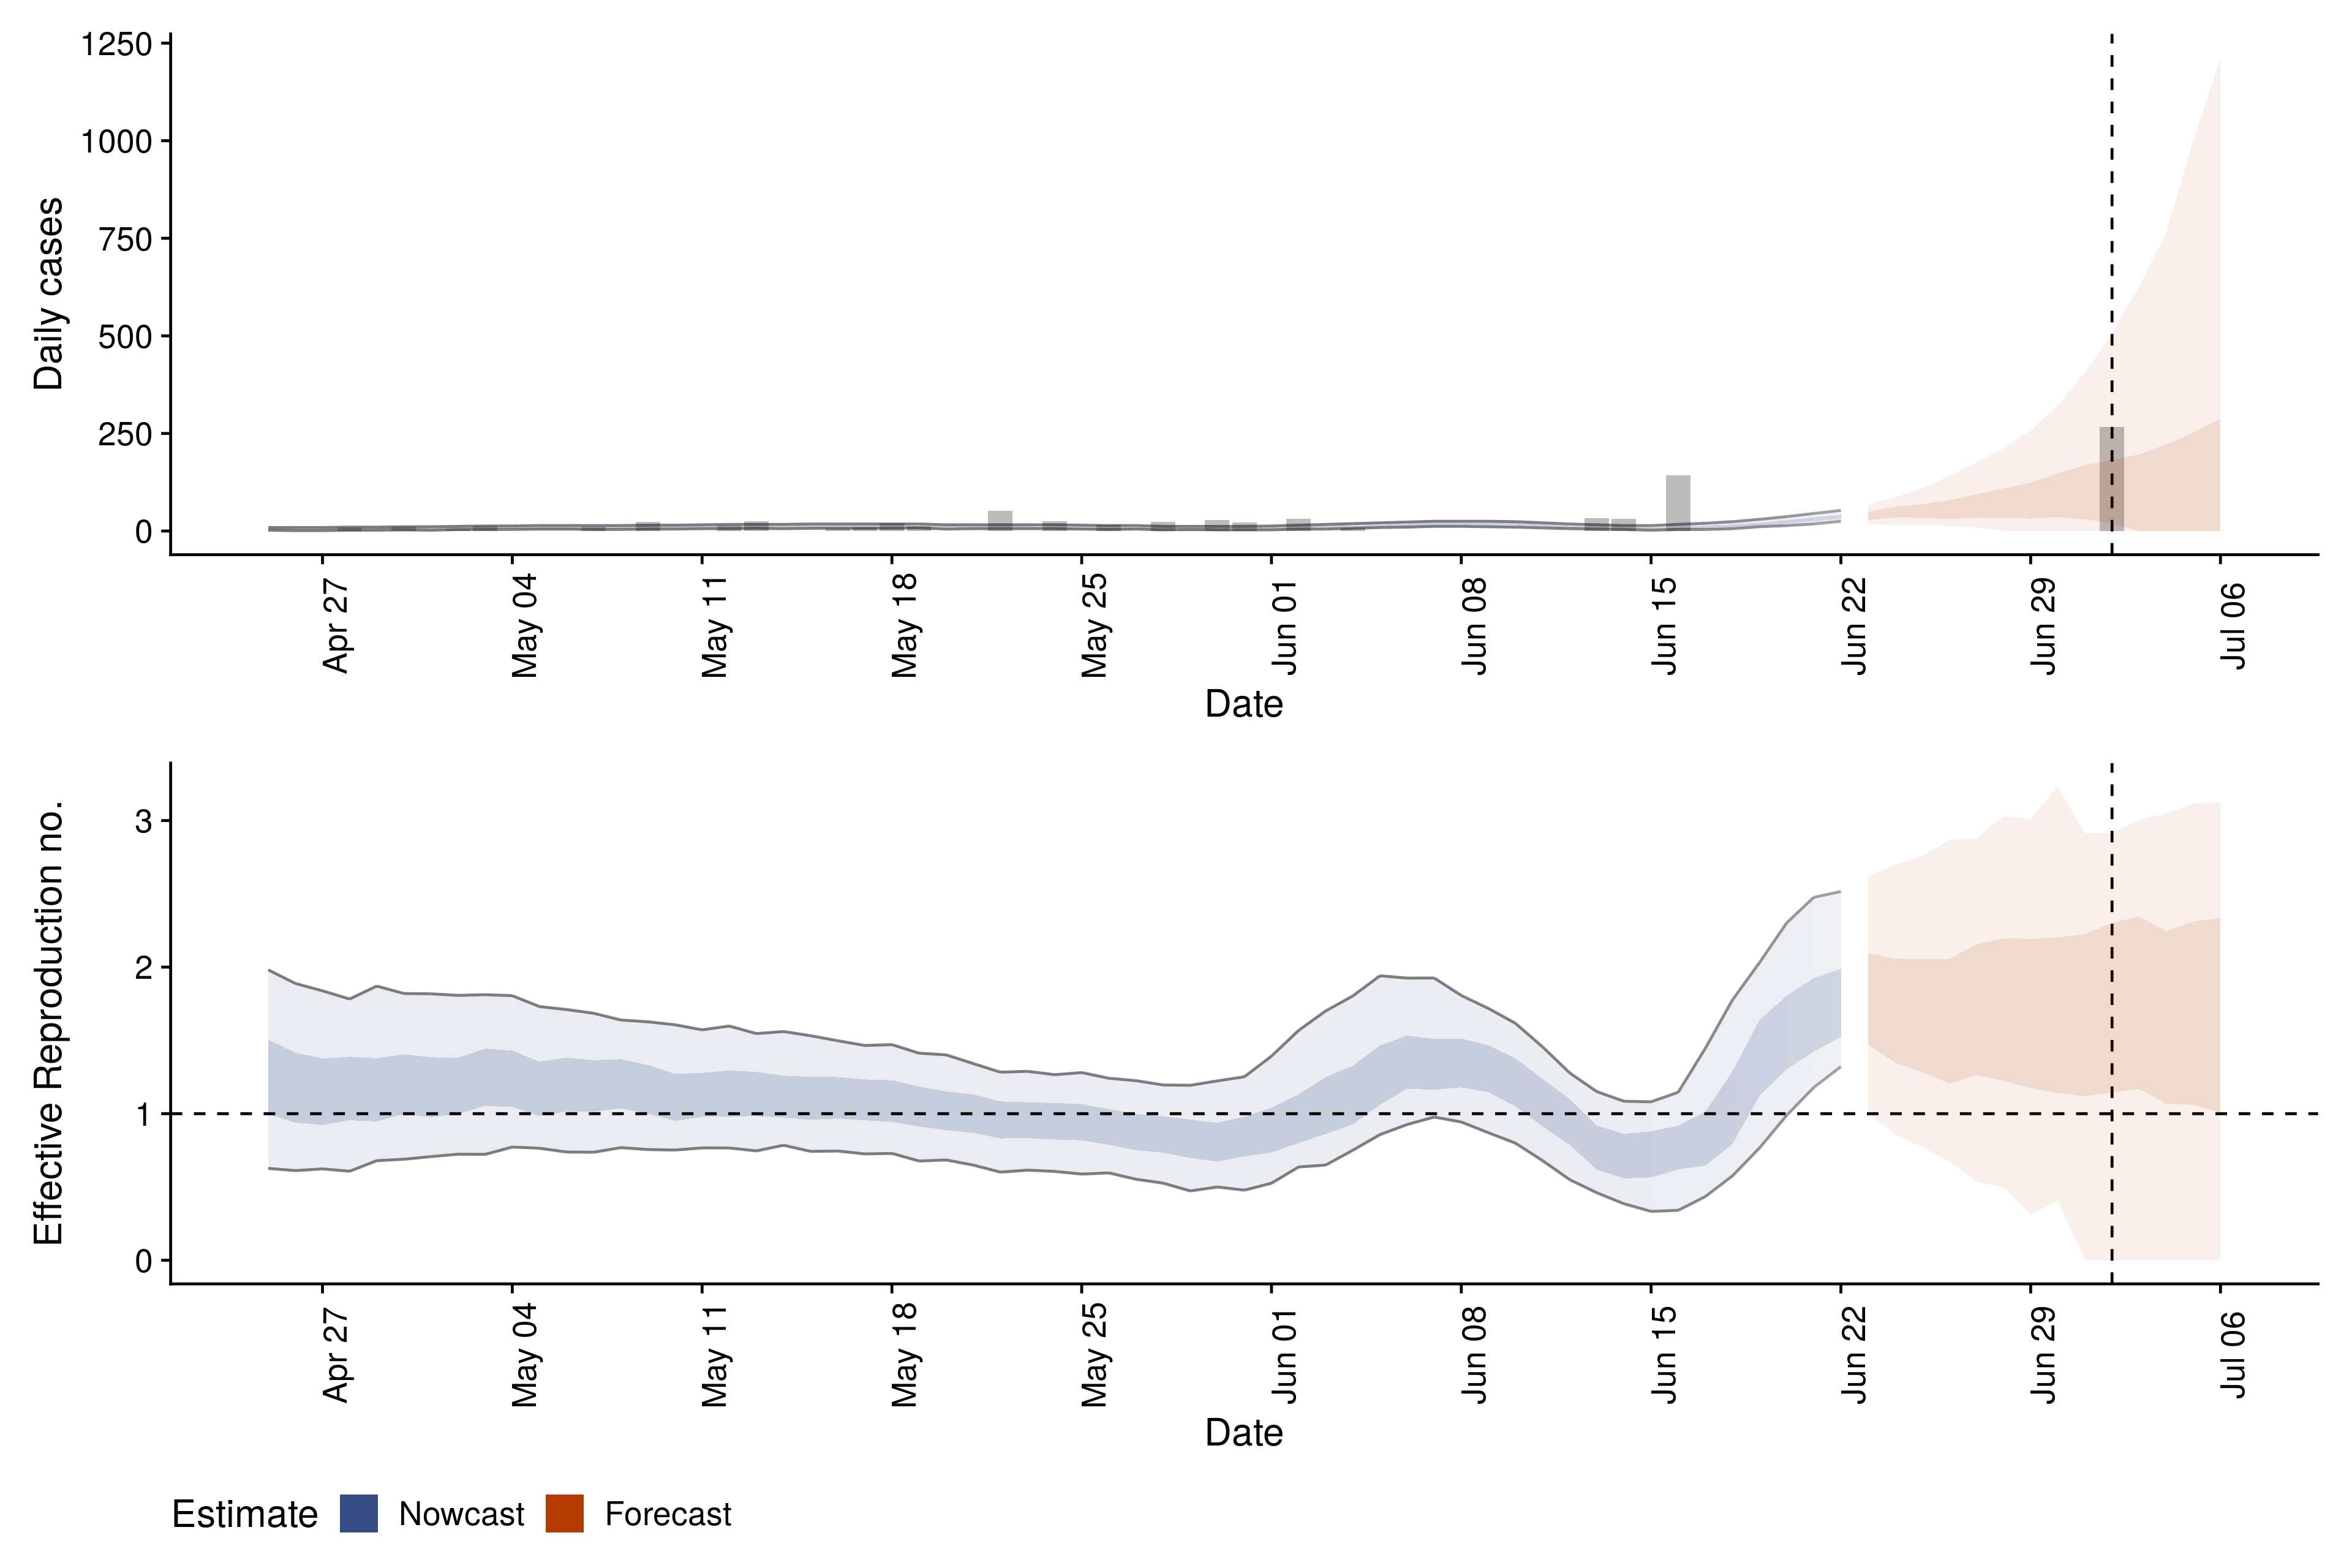 Daily cases
1250
1000
750
500
250
0
Apr 27
May 04
May 11
May 18
May 25
Jun 01
Jun 08
Jun 15
Jun 22
Jun 29
Jul 06
Date
Effective Reproduction no.
3
2
1
0
Apr 27
May 04
May 11
May 18
May 25
Jun 01
Jun 08
Jun 15
Jun 22
Jun 29
Jul 06
Date
Estimate Nowcast Forecast